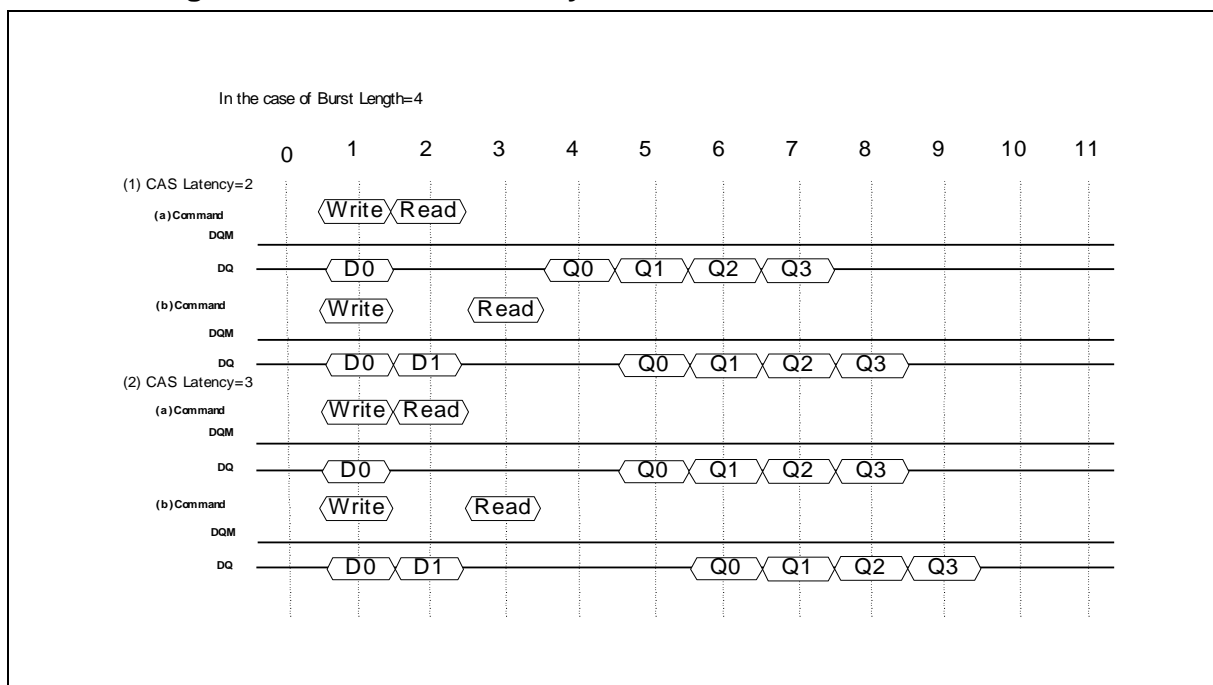 In the case of Burst Length=4
0 1 2 3 4 5 6 7 8 9 10 11
(1) CAS Latency=2
(a)Command Write Read
DQM
DQ D0 Q0 Q1 Q2 Q3
(b)Command Write Read
DQM
DQ D0 D1 Q0 Q1 Q2 Q3
(2) CAS Latency=3
(a)Command Write Read
DQM
DQ D0 Q0 Q1 Q2 Q3
(b)Command Write Read
DQM
DQ D0 D1 Q0 Q1 Q2 Q3